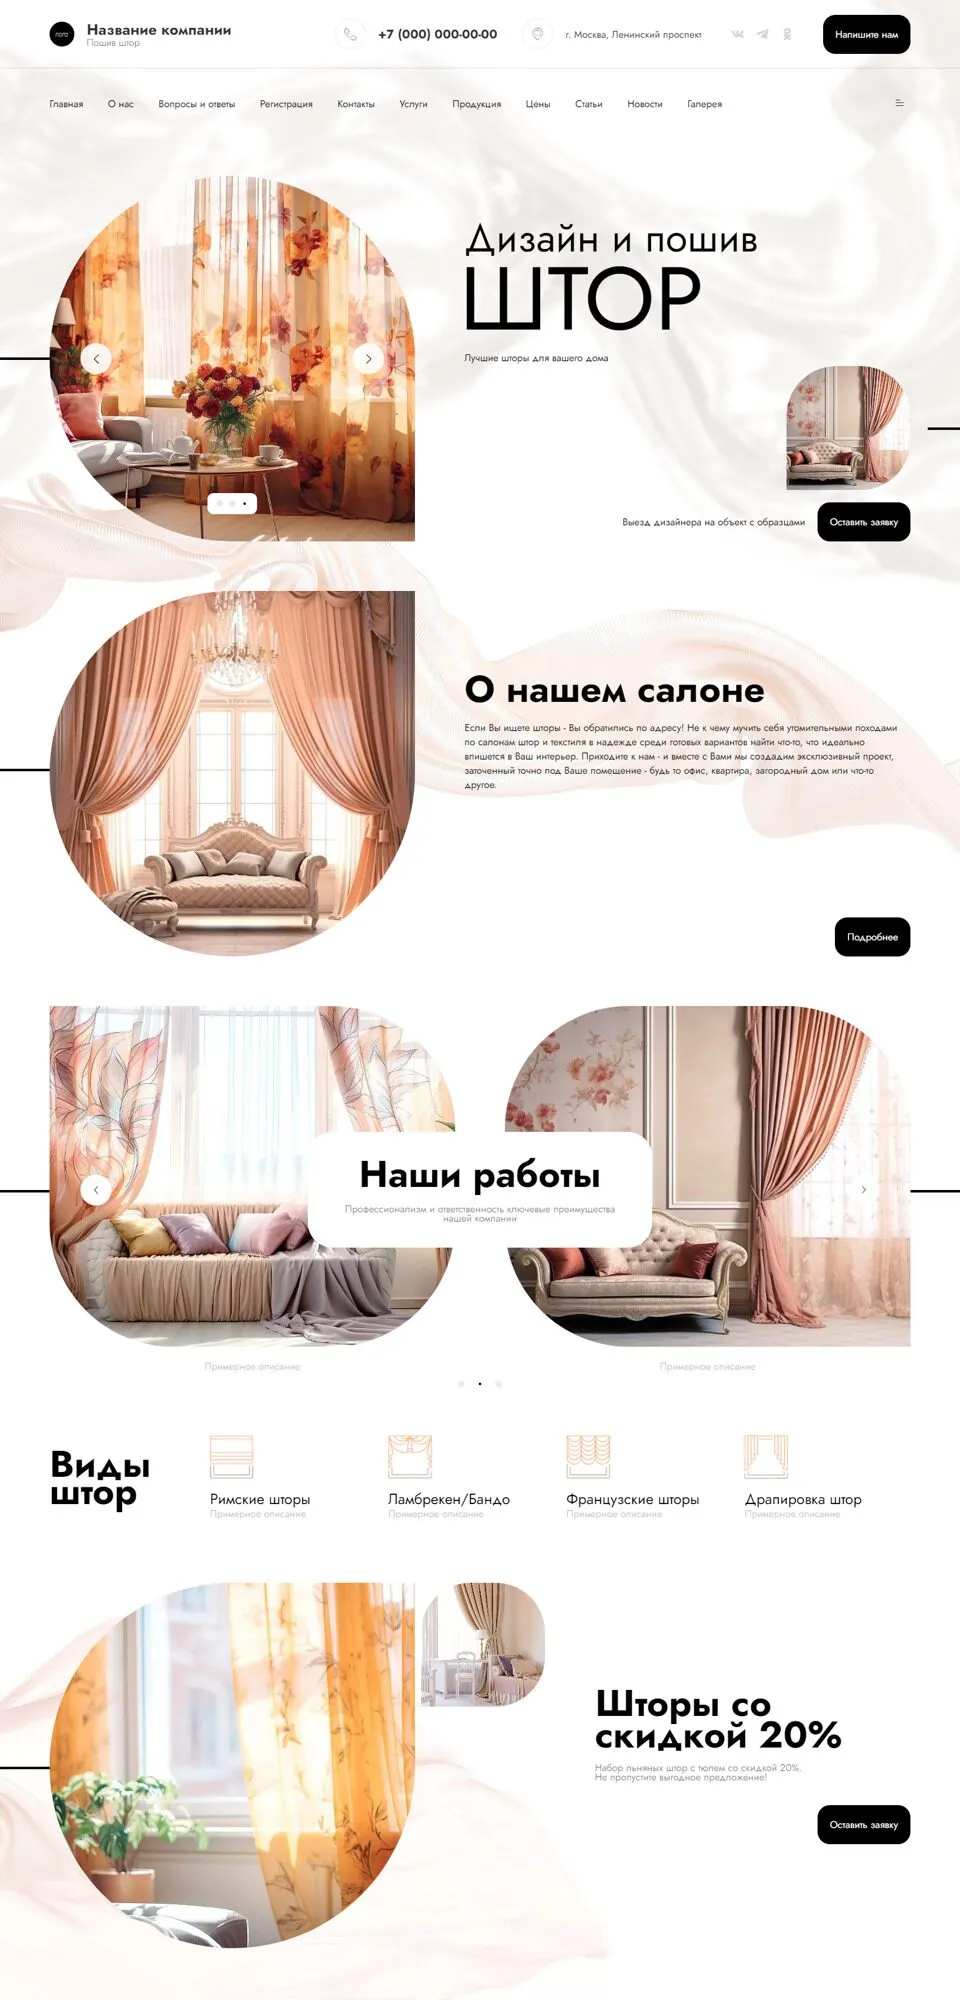 лого
Название компании
Пошив штор
+7 (000) 000-00-00
г. Москва, Ленинский проспект
Напишите нам
Главная
О нас
Вопросы и ответы
Регистрация
Контакты
Услуги
Продукция
Цены
Статьи
Новости
Галерея
Дизайн и пошив
ШТОР
Лучшие шторы для вашего дома
Выезд дизайнера на объект с образцами
Оставить заявку
О нашем салоне
Если Вы ищете шторы - Вы обратились по адресу! Не к чему мучить себя утомительными походами
по салонам штор и текстиля в надежде среди готовых вариантов найти что-то, что идеально
впишется в Ваш интерьер. Приходите к нам - и вместе с Вами мы создадим эксклюзивный проект,
заточенный точно под Ваше помещение - будь то офис, квартира, загородный дом или что-то
другое.
Подробнее
Наши работы
Профессионализм и ответственность ключевые преимущества
нашей компании
Примерное описание
Примерное описание
Виды
штор
Римские шторы
Примерное описание
Ламбрекен/Бандо
Примерное описание
Французские шторы
Примерное описание
Драпировка штор
Примерное описание
Шторы со
скидкой 20%
Набор льняных штор с тюлем со скидкой 20%.
Не пропустите выгодное предложение!
Оставить заявку